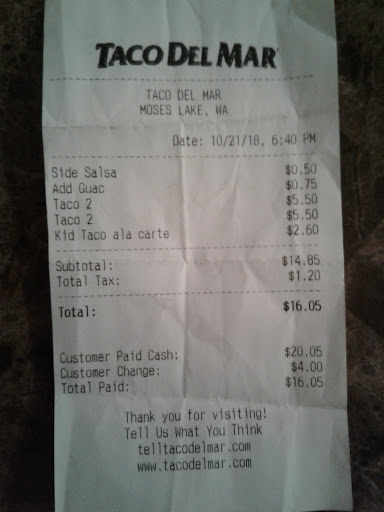 TACO DEL MAR
TACO DEL MAR
MOSES LAKE, WA
Date: 10/21/18, 6:40 PM
Side Salsa $0.50
Add Guac $0.75
Taco 2 $5.50
Taco 2 $5.50
Kid Taco ala carte $2.60
Subtotal: $14.85
Total Tax: $1.20
Total: $16.05
Customer Paid Cash: $20.05
Customer Change: $4.00
Total Paid: $16.05
Thank you for visiting!
Tell Us What You Think
telltacodelmar.com
www.tacodelmar.com